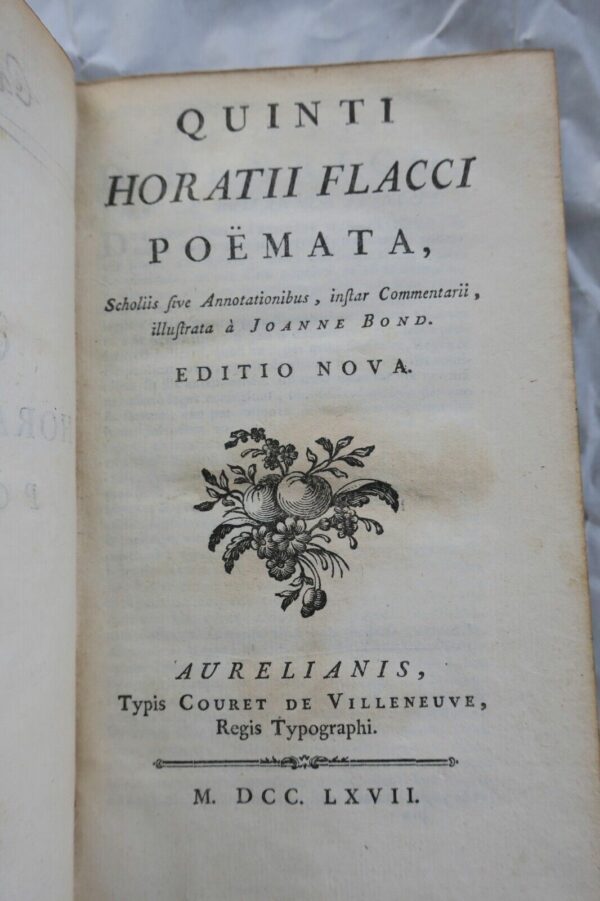 QUINTI
HORATII FLACCI
POËMATA,
Scholiis ſive Annotationibus, inſtar Commentarii,
illuſtrata à JOANNE BOND.
EDITIO NOVA.
AURELIANIS,
Typis COURET DE VILLENEUVE,
Regis Typographi.
M. DCC. LXVII.